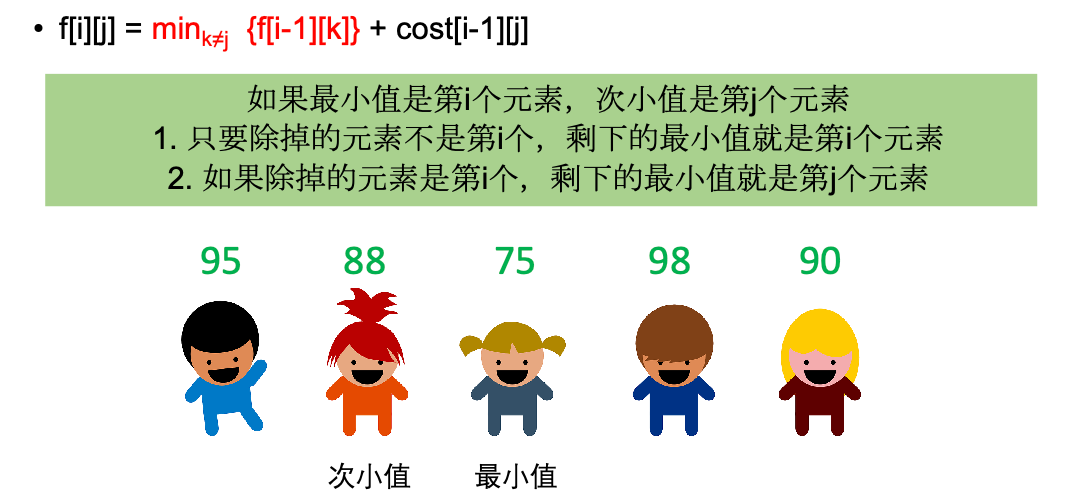 • f[i][j] = min_{k≠j} {f[i-1][k]} + cost[i-1][j]
如果最小值是第i个元素，次小值是第j个元素
1. 只要除掉的元素不是第i个，剩下的最小值就是第i个元素
2. 如果除掉的元素是第i个，剩下的最小值就是第j个元素
95 88 75 98 90
次小值 最小值